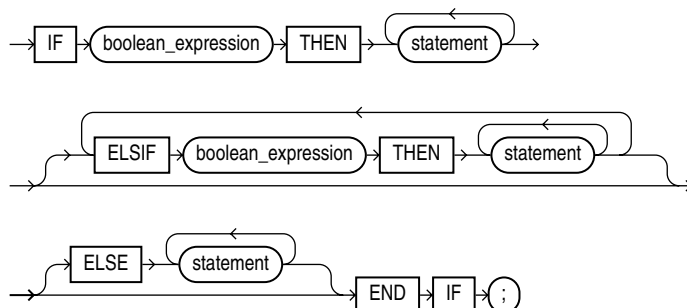 IF boolean_expression THEN statement
ELSIF boolean_expression THEN statement
ELSE statement
END IF ;